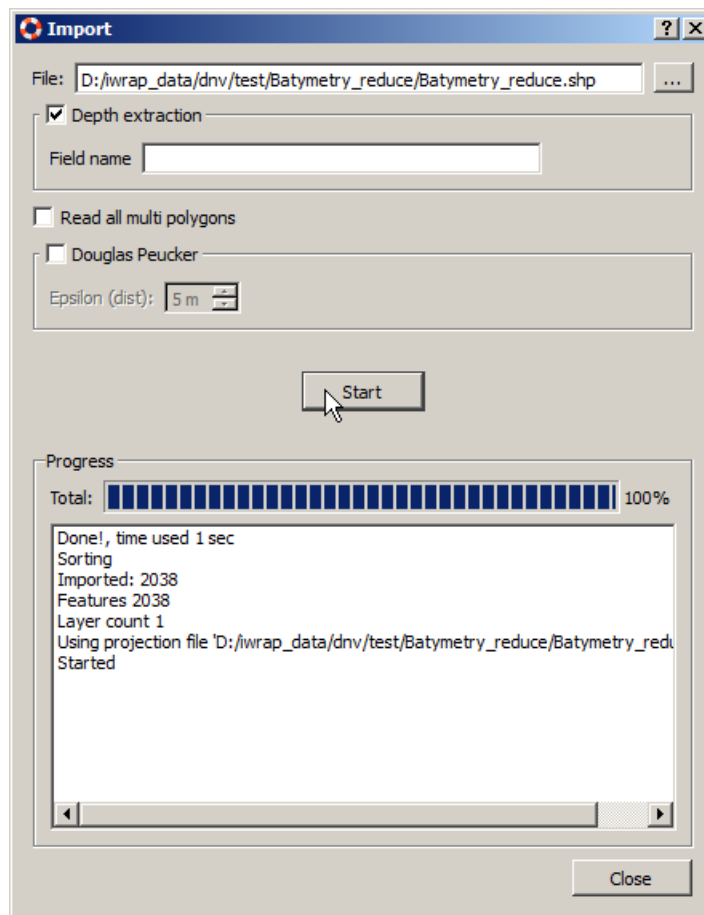 Import
File: D:/iwrap_data/dnv/test/Batymetry_reduce/Batymetry_reduce.shp ...
Depth extraction
Field name
Read all multi polygons
Douglas Peucker
Epsilon (dist): 5 m
Start
Progress
Total: 100%
Done!, time used 1 sec
Sorting
Imported: 2038
Features 2038
Layer count 1
Using projection file 'D:/iwrap_data/dnv/test/Batymetry_reduce/Batymetry_redu
Started
Close